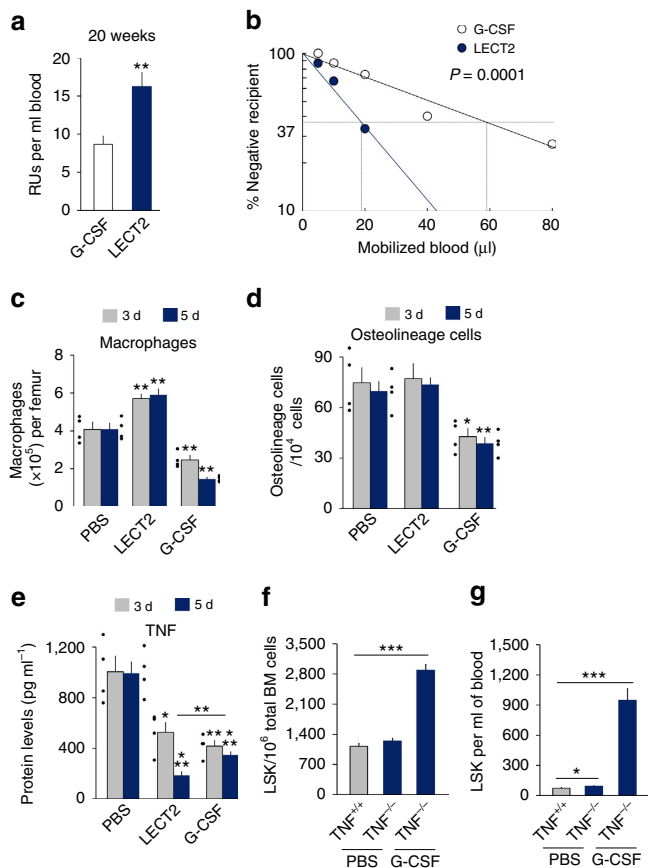 a
20 weeks
RUs per ml blood
20
15
10
5
0
**
G-CSF
LECT2
b
G-CSF
LECT2
P = 0.0001
% Negative recipient
100
37
10
0 20 40 60 80
Mobilized blood (μl)
c
3 d 5 d
Macrophages
Macrophages
(×10⁵) per femur
8
6
4
2
0
** **
**
**
PBS
LECT2
G-CSF
d
3 d 5 d
Osteolineage cells
Osteolineage cells
/10⁴ cells
90
60
30
0
* **
PBS
LECT2
G-CSF
e
3 d 5 d
TNF
Protein levels (pg ml⁻¹)
1,200
800
400
0
**
*
*
**
**
*
**
PBS
LECT2
G-CSF
f
LSK/10⁶ total BM cells
3,500
2,800
2,100
1,400
700
0
***
TNF+/+
TNF–/–
TNF–/–
PBS G-CSF
g
LSK per ml of blood
1,500
1,200
900
600
300
0
***
*
TNF+/+
TNF–/–
TNF–/–
PBS G-CSF